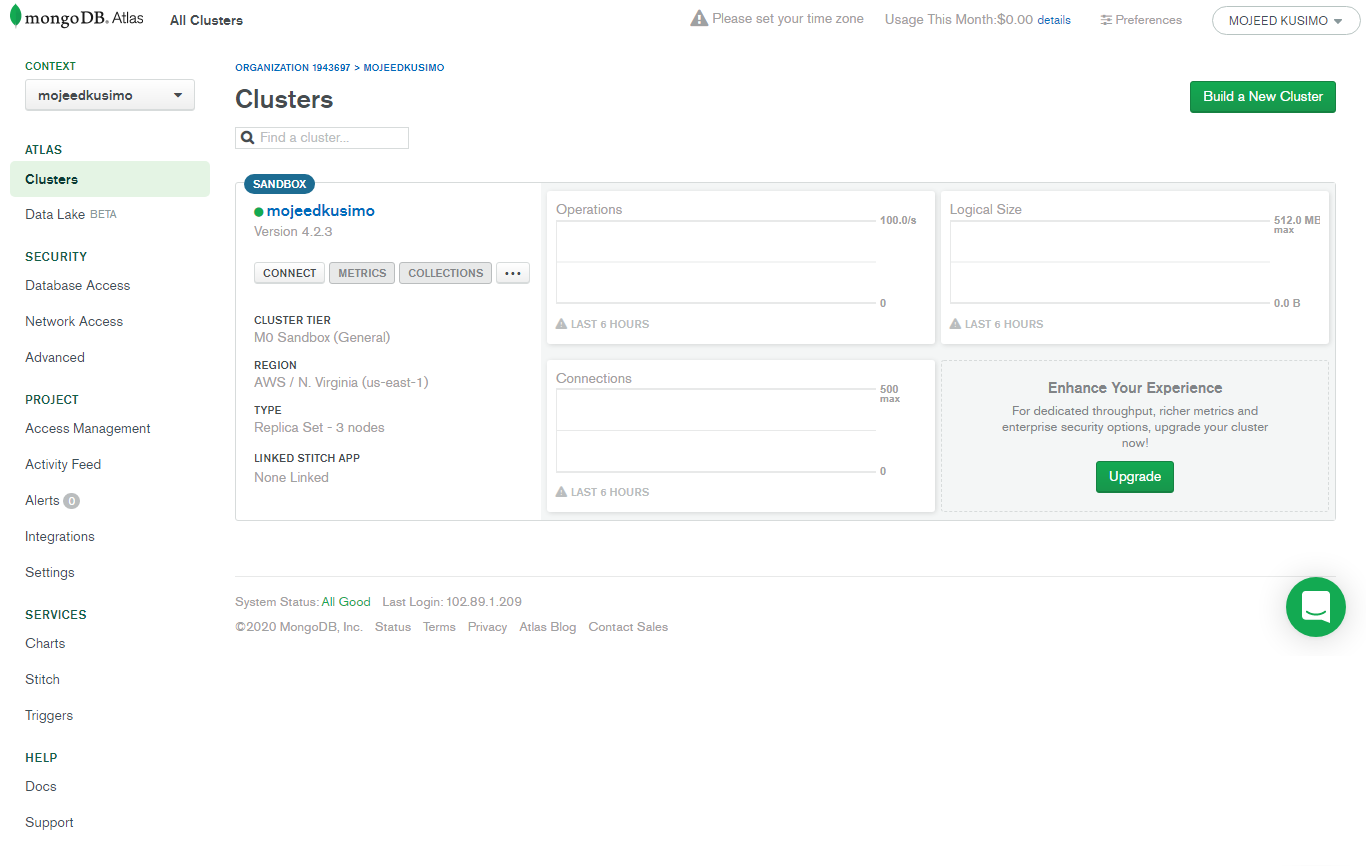 mongoDB. Atlas All Clusters Please set your time zone Usage This Month:$0.00 details Preferences MOJEED KUSIMO
CONTEXT
mojeedkusimo
ATLAS
Clusters
Data Lake BETA
SECURITY
Database Access
Network Access
Advanced
PROJECT
Access Management
Activity Feed
Alerts 0
Integrations
Settings
SERVICES
Charts
Stitch
Triggers
HELP
Docs
Support
ORGANIZATION 1943697 > MOJEEDKUSIMO
Clusters
Build a New Cluster
Find a cluster...
SANDBOX
mojeedkusimo
Version 4.2.3
CONNECT METRICS COLLECTIONS ...
CLUSTER TIER
M0 Sandbox (General)
REGION
AWS / N. Virginia (us-east-1)
TYPE
Replica Set - 3 nodes
LINKED STITCH APP
None Linked
Operations
100.0/s
0
LAST 6 HOURS
Logical Size
512.0 MB
max
0.0 B
LAST 6 HOURS
Connections
500
max
0
LAST 6 HOURS
Enhance Your Experience
For dedicated throughput, richer metrics and
enterprise security options, upgrade your cluster
now!
Upgrade
System Status: All Good Last Login: 102.89.1.209
©2020 MongoDB, Inc. Status Terms Privacy Atlas Blog Contact Sales